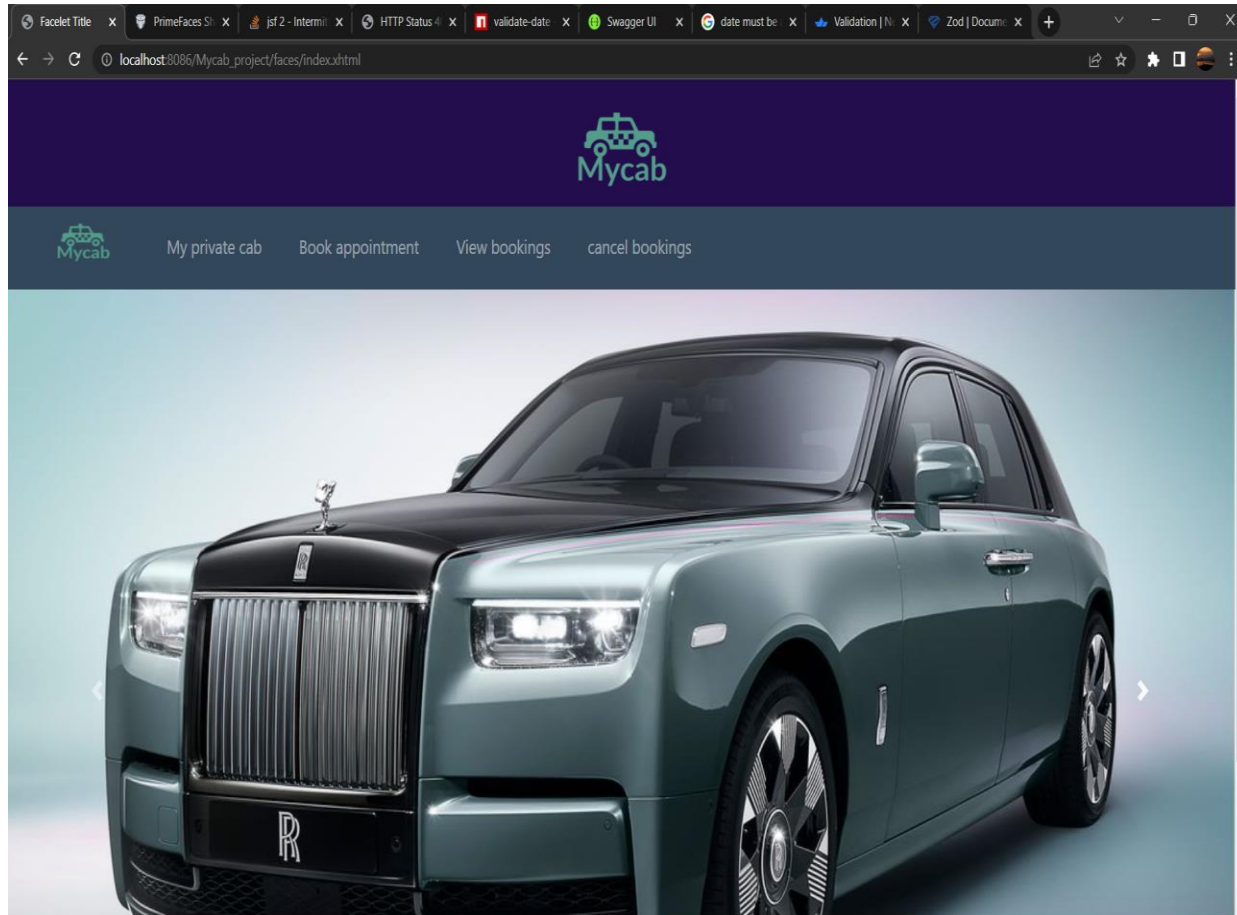 Facelet Title
PrimeFaces Sh
jsf 2 - Intermit
HTTP Status 4
validate-date
Swagger UI
date must be
Validation | N
Zod | Docume
localhost:8086/Mycab_project/faces/index.xhtml
Mycab
Mycab
My private cab
Book appointment
View bookings
cancel bookings
RR